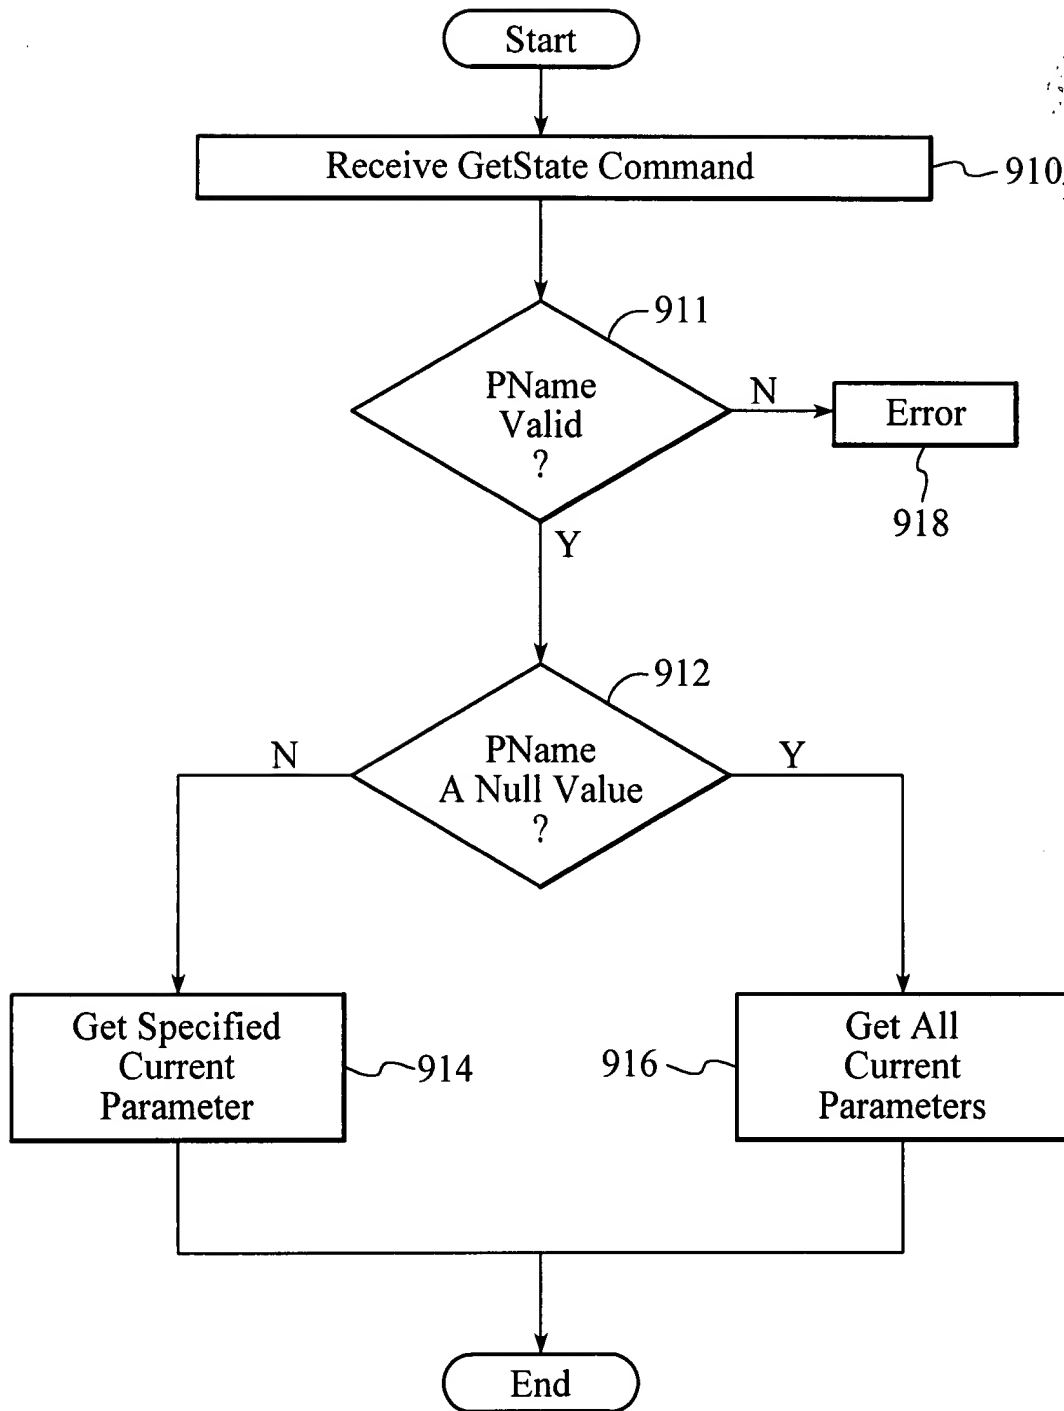 Start
Receive GetState Command
910
911
PName
Valid
?
N
Error
918
Y
912
PName
A Null Value
?
N
Y
Get Specified
Current
Parameter
914
916
Get All
Current
Parameters
End